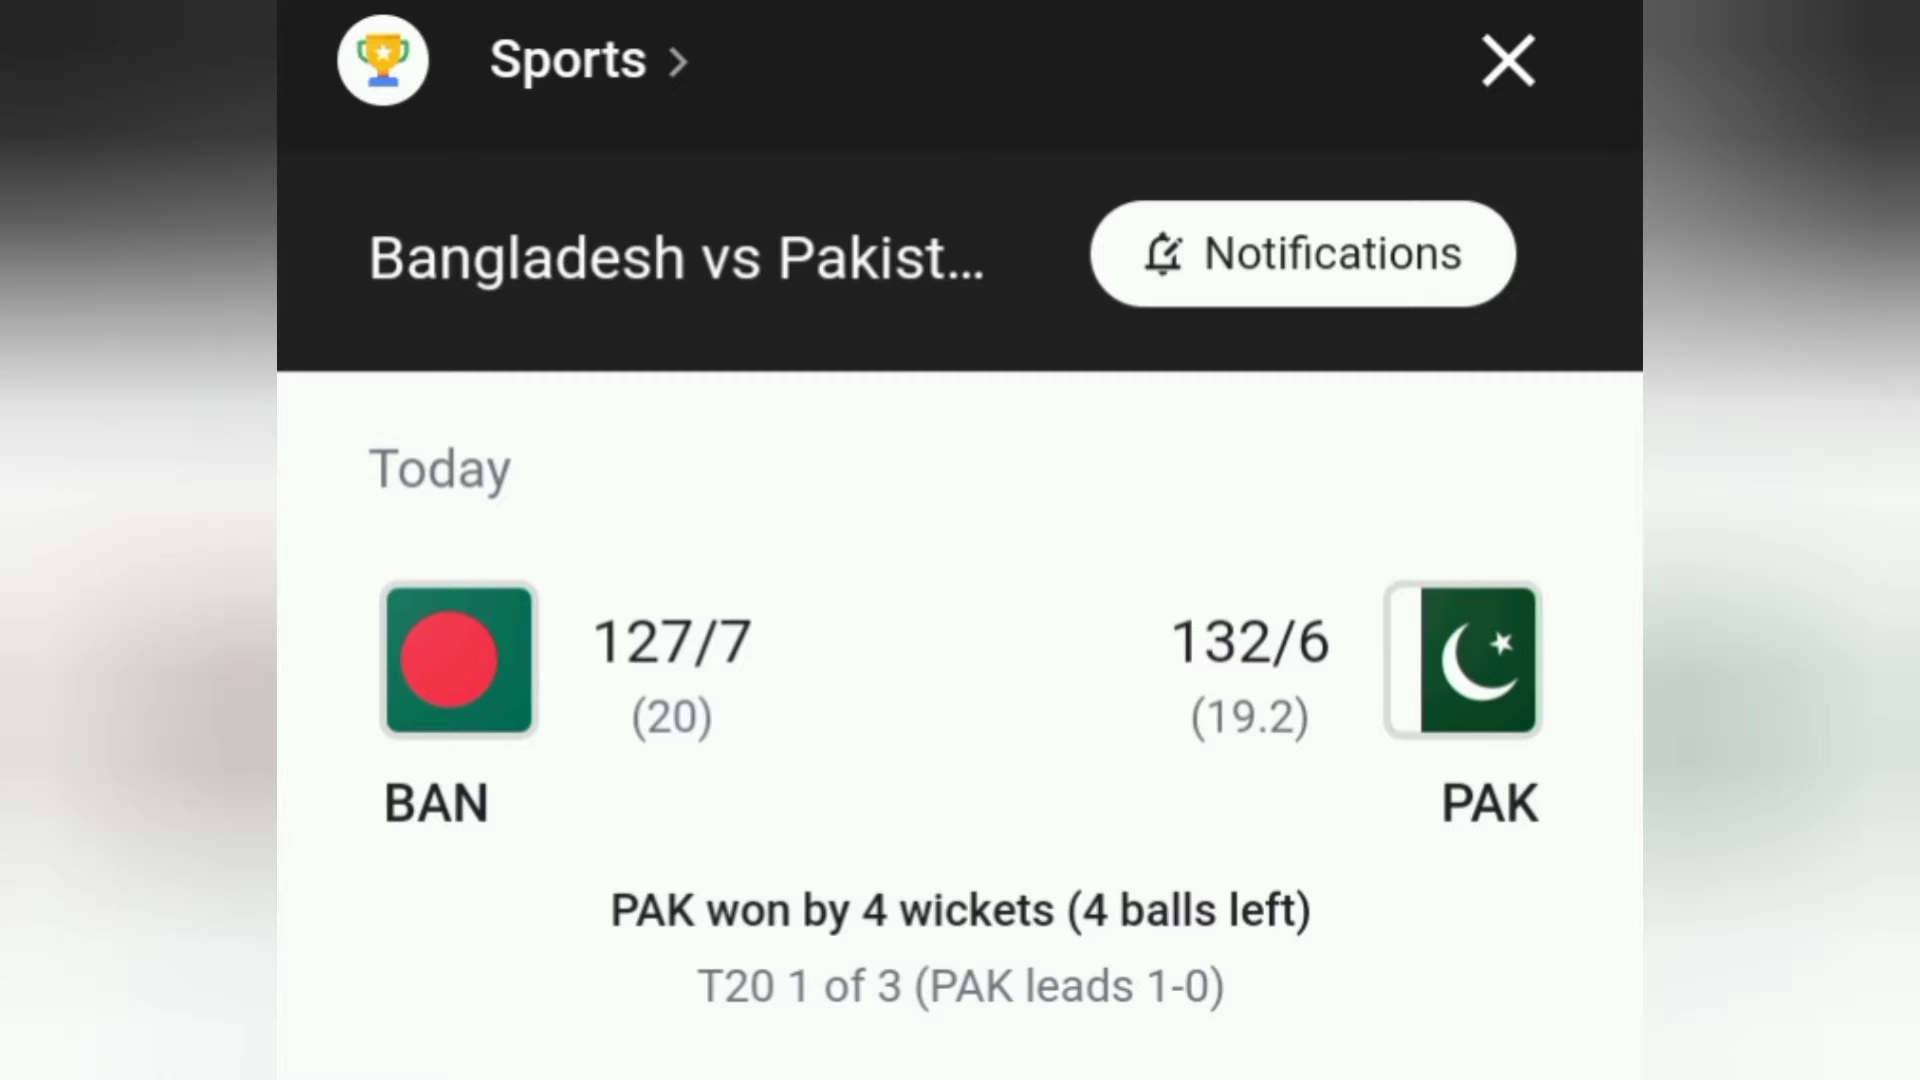 Sports
Bangladesh vs Pakist...
Notifications
Today
127/7
132/6
(20)
(19.2)
BAN
PAK
PAK won by 4 wickets (4 balls left)
T20 1 of 3 (PAK leads 1-0)